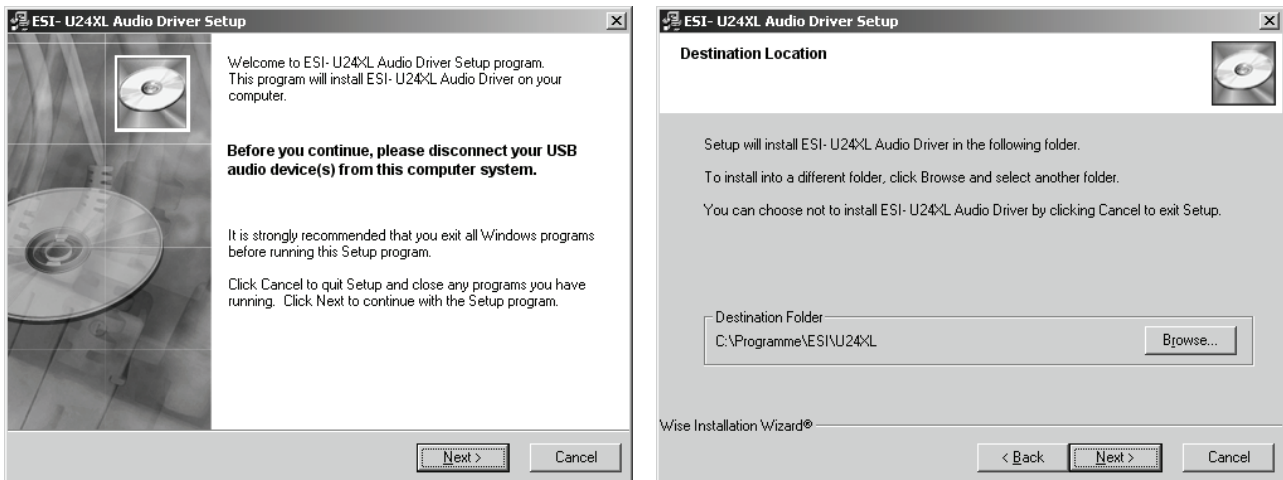 ESI- U24XL Audio Driver Setup
Welcome to ESI- U24XL Audio Driver Setup program.
This program will install ESI- U24XL Audio Driver on your
computer.
Before you continue, please disconnect your USB
audio device(s) from this computer system.
It is strongly recommended that you exit all Windows programs
before running this Setup program.
Click Cancel to quit Setup and close any programs you have
running. Click Next to continue with the Setup program.
Next >
Cancel
ESI- U24XL Audio Driver Setup
Destination Location
Setup will install ESI- U24XL Audio Driver in the following folder.
To install into a different folder, click Browse and select another folder.
You can choose not to install ESI- U24XL Audio Driver by clicking Cancel to exit Setup.
Destination Folder
C:\Programme\ESI\U24XL
Browse...
Wise Installation Wizard®
< Back
Next >
Cancel